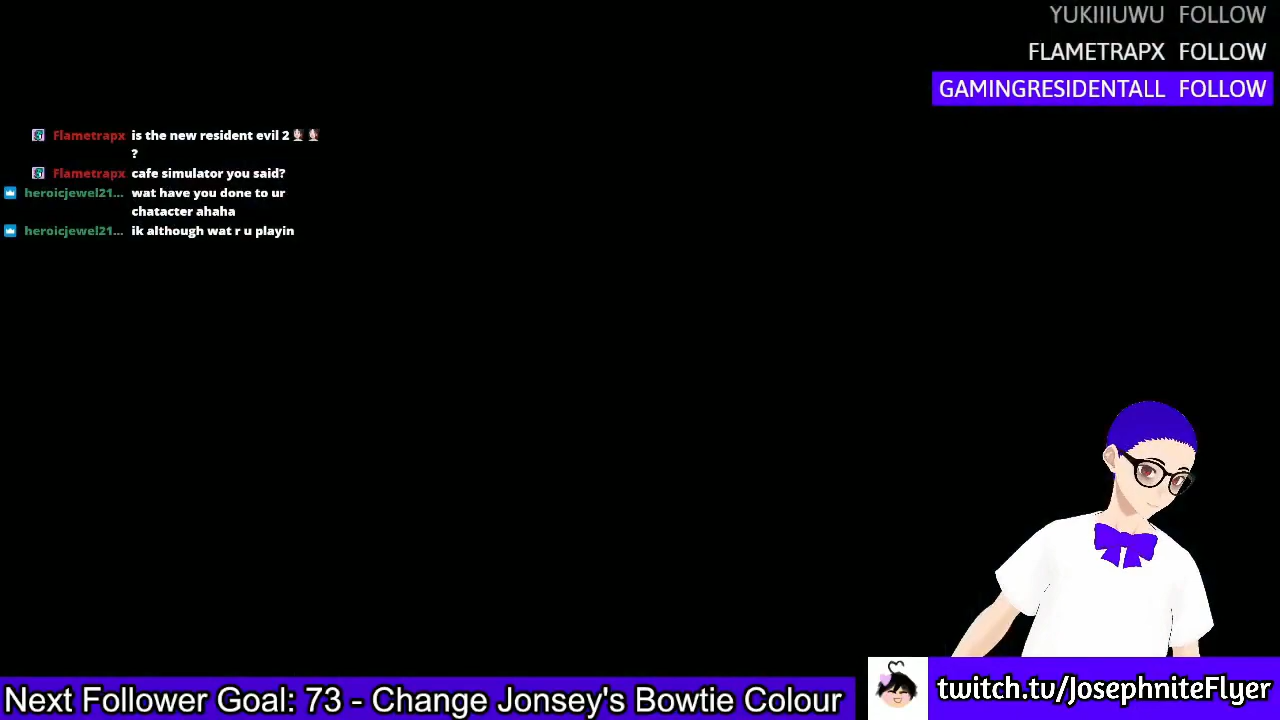 YUKIIIUWU FOLLOW
FLAMETRAPX FOLLOW
GAMINGRESIDENTALL FOLLOW
Flametrapx is the new resident evil 2
?
Flametrapx cafe simulator you said?
heroicjewel21... wat have you done to ur
chatacter ahaha
heroicjewel21... ik although wat r u playin
Next Follower Goal: 73 - Change Jonsey's Bowtie Colour
twitch.tv/JosephniteFlyer